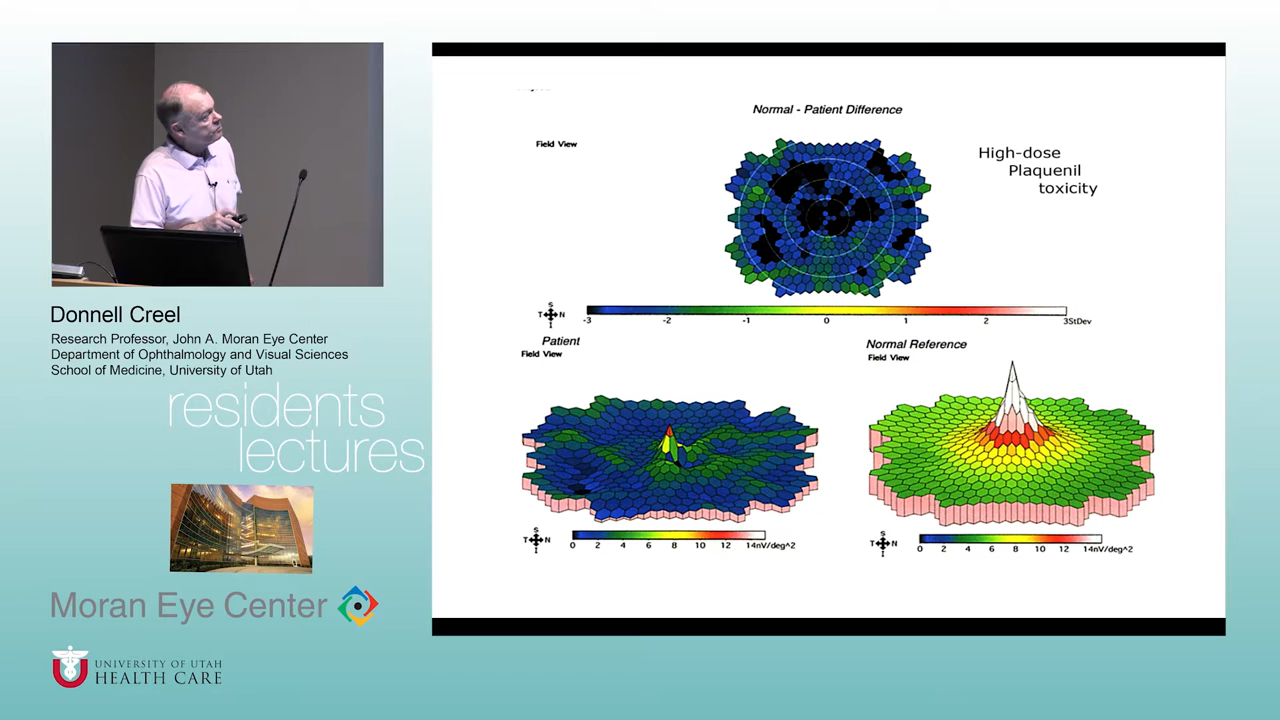 Donnell Creel
Research Professor, John A. Moran Eye Center
Department of Ophthalmology and Visual Sciences
School of Medicine, University of Utah
residents
lectures
Moran Eye Center
UNIVERSITY OF UTAH
HEALTH CARE
Normal - Patient Difference
Field View
High-dose
Plaquenil
toxicity
S
T N
I
-3 -2 -1 0 1 2 3StDev
Patient
Field View
S
T N
I
0 2 4 6 8 10 12 14nV/deg^2
Normal Reference
Field View
S
T N
I
0 2 4 6 8 10 12 14nV/deg^2